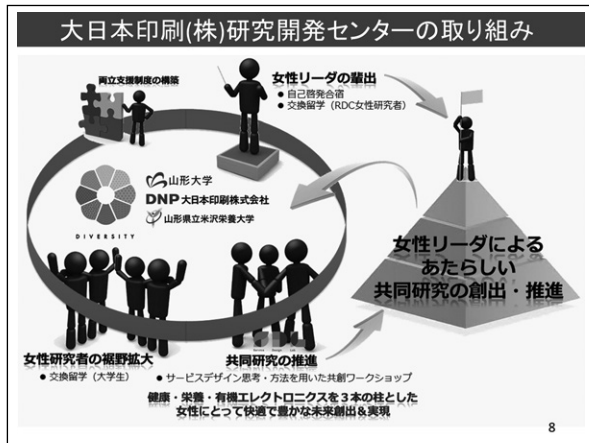 大日本印刷(株)研究開発センターの取り組み
両立支援制度の構築
女性リーダの輩出
● 自己啓発合宿
● 交換留学（RDC女性研究者）
山形大学
DNP 大日本印刷株式会社
山形県立米沢栄養大学
DIVERSITY
女性リーダによる
あたらしい
共同研究の創出・推進
女性研究者の裾野拡大
● 交換留学（大学生）
共同研究の推進
● サービスデザイン思考・方法を用いた共創ワークショップ
健康・栄養・有機エレクトロニクスを３本の柱とした
女性にとって快適で豊かな未来創出＆実現
8